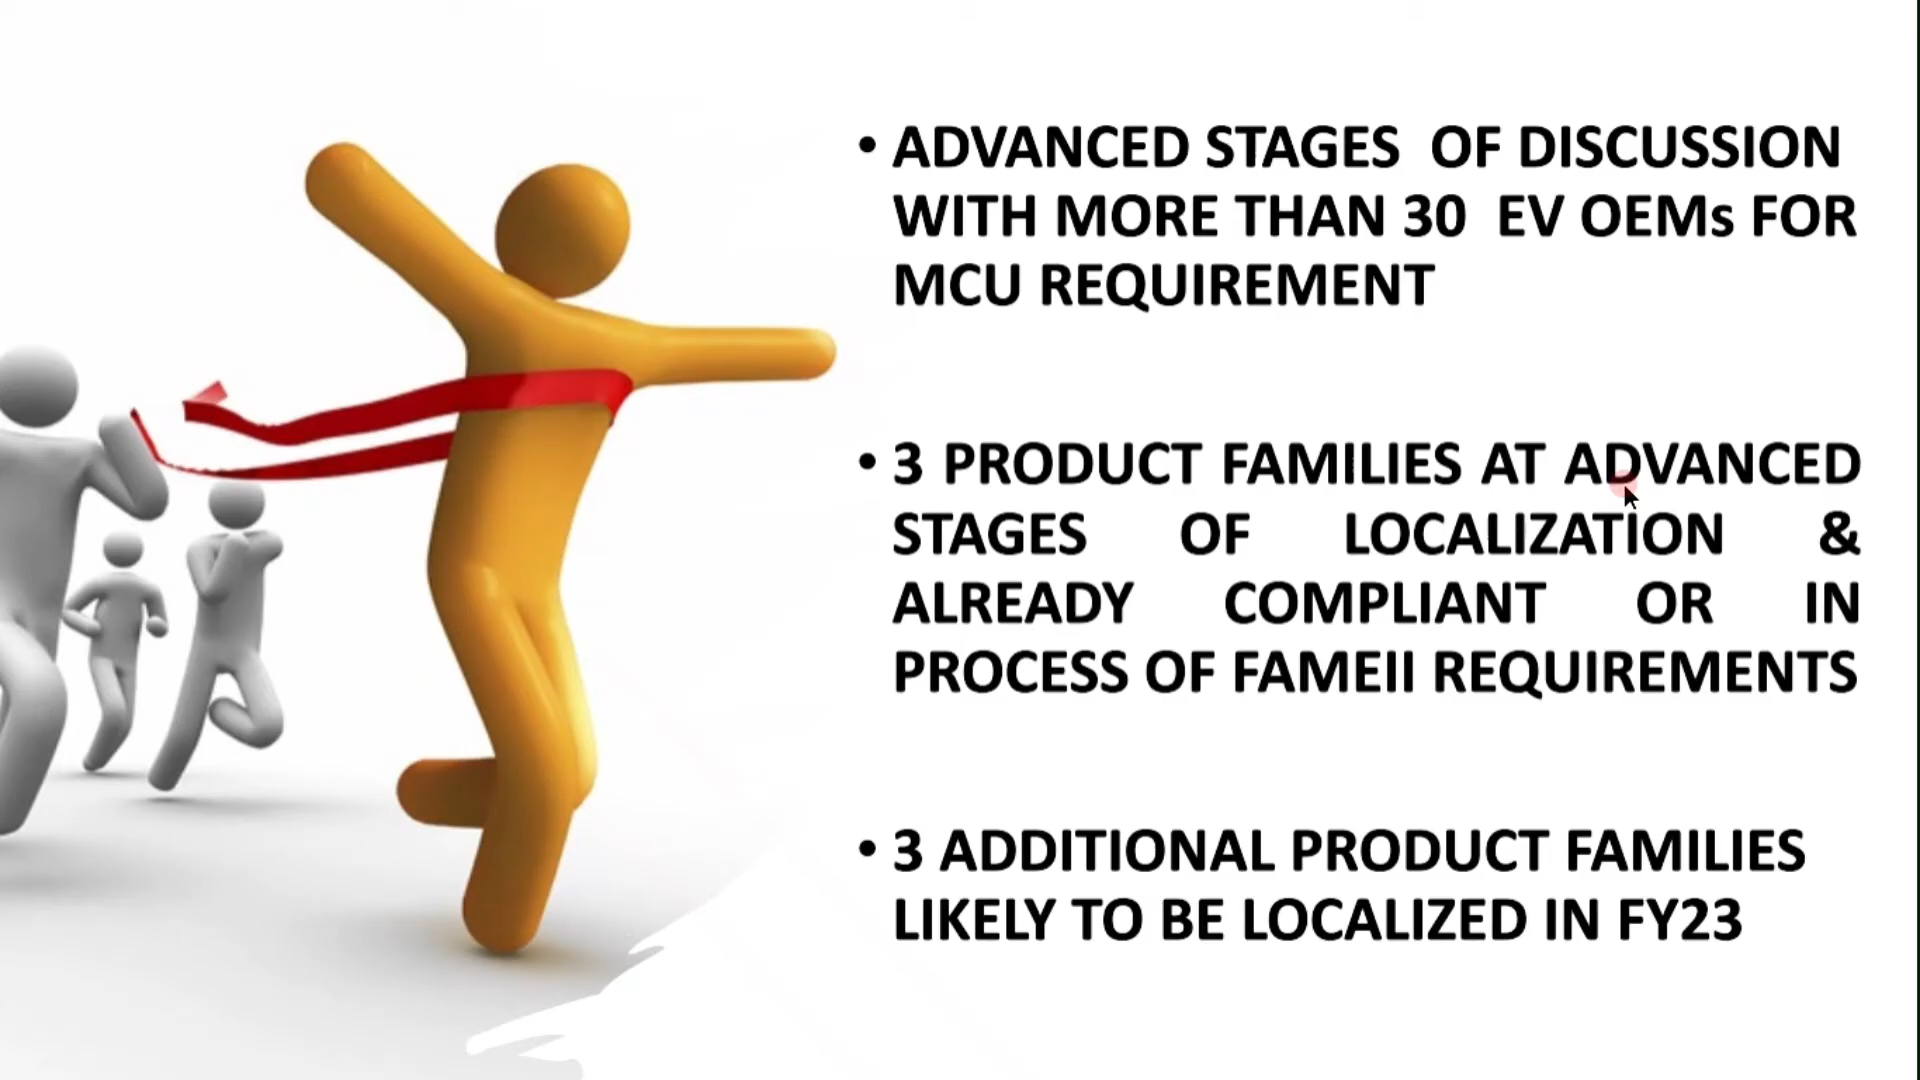 • ADVANCED STAGES OF DISCUSSION
WITH MORE THAN 30 EV OEMs FOR
MCU REQUIREMENT
• 3 PRODUCT FAMILIES AT ADVANCED
STAGES OF LOCALIZATION &
ALREADY COMPLIANT OR IN
PROCESS OF FAMEII REQUIREMENTS
• 3 ADDITIONAL PRODUCT FAMILIES
LIKELY TO BE LOCALIZED IN FY23